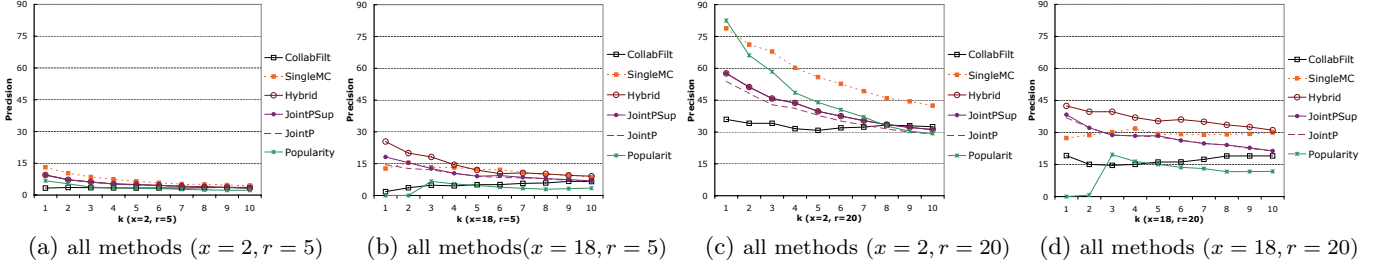 Precision
90
75
60
45
30
15
0
1 2 3 4 5 6 7 8 9 10
k (x=2, r=5)
CollabFilt
SingleMC
Hybrid
JointPSup
JointP
Popularity
(a) all methods (x = 2, r = 5)
Precision
90
75
60
45
30
15
0
1 2 3 4 5 6 7 8 9 10
k (x=18, r=5)
CollabFilt
SingleMC
Hybrid
JointPSup
JointP
Popularit
(b) all methods(x = 18, r = 5)
Precision
90
75
60
45
30
15
0
1 2 3 4 5 6 7 8 9 10
k (x=2, r=20)
CollabFilt
SingleMC
Hybrid
JointPSup
JointP
Popularity
(c) all methods (x = 2, r = 20)
Precision
90
75
60
45
30
15
0
1 2 3 4 5 6 7 8 9 10
k (x=18, r=20)
CollabFilt
SingleMC
Hybrid
JointPSup
JointP
Popularity
(d) all methods (x = 18, r = 20)